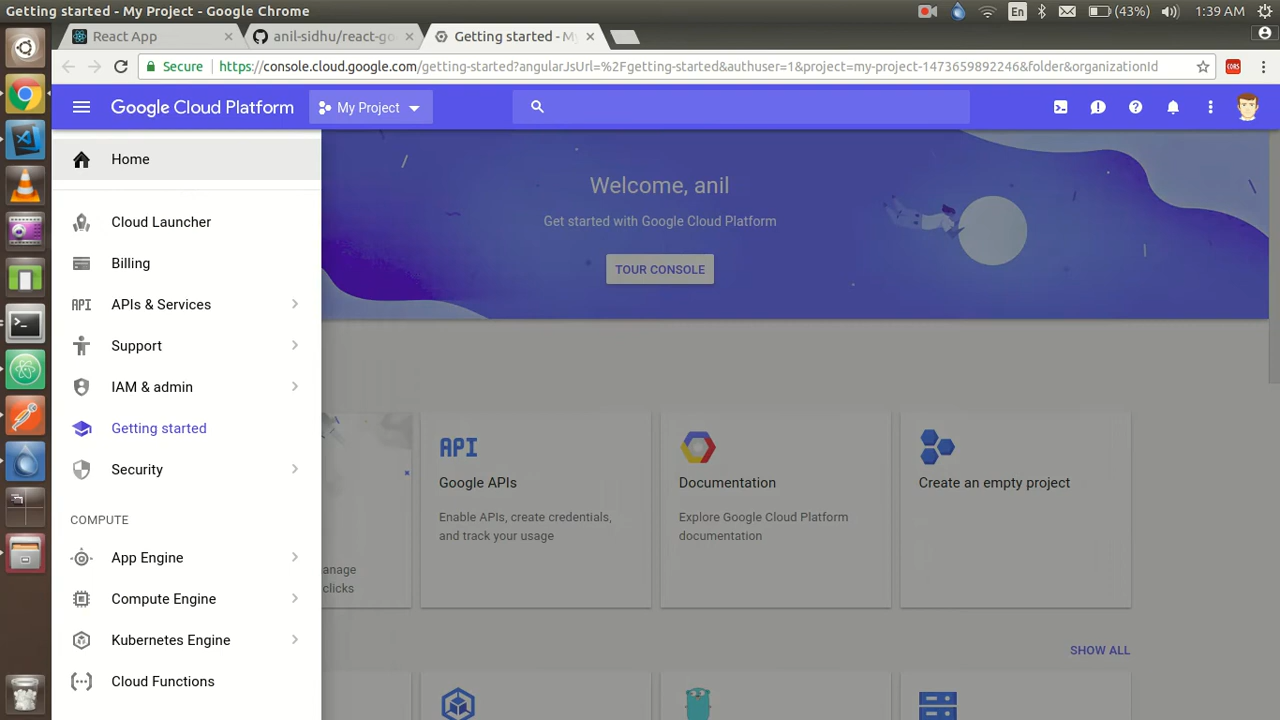 Getting started - My Project - Google Chrome
En
(43%)
1:39 AM
React App
anil-sidhu/react-go
Getting started - My
Secure
https://console.cloud.google.com/getting-started?angularJsUrl=%2Fgetting-started&authuser=1&project=my-project-1473659892246&folder&organizationId
CORS
Google Cloud Platform
My Project
Home
Cloud Launcher
Billing
API
APIs & Services
Support
IAM & admin
Getting started
Security
COMPUTE
App Engine
Compute Engine
Kubernetes Engine
Cloud Functions
Welcome, anil
Get started with Google Cloud Platform
TOUR CONSOLE
anage
clicks
API
Google APIs
Enable APIs, create credentials,
and track your usage
Documentation
Explore Google Cloud Platform
documentation
Create an empty project
SHOW ALL